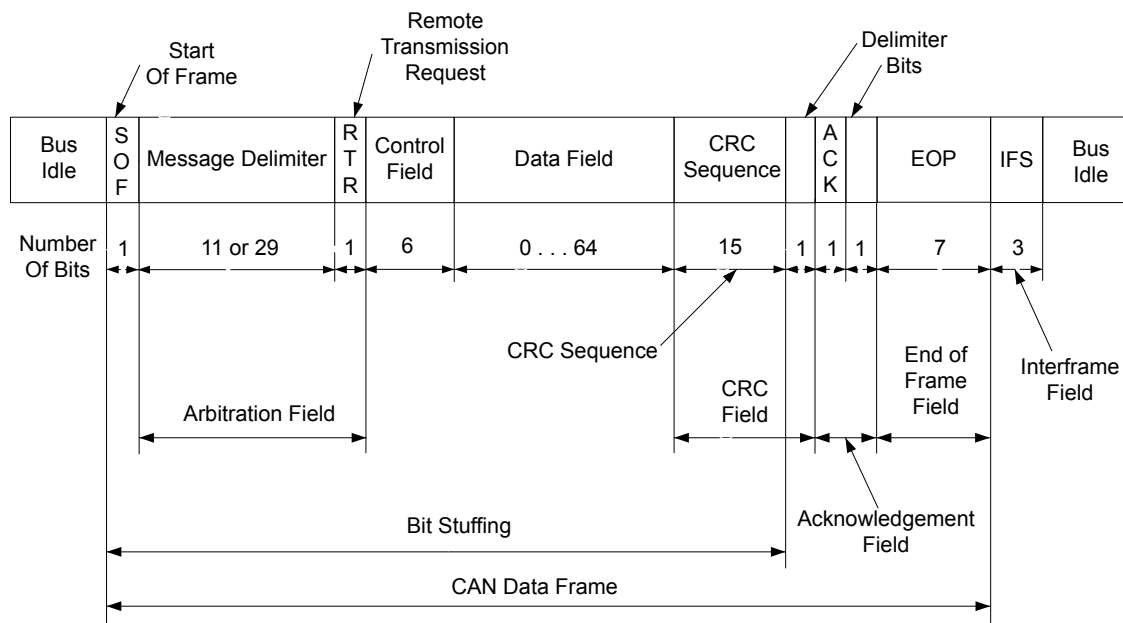 Start
Of Frame
Remote
Transmission
Request
Delimiter
Bits
Bus
Idle
S
O
F
Message Delimiter
R
T
R
Control
Field
Data Field
CRC
Sequence
A
C
K
EOP
IFS
Bus
Idle
Number
Of Bits
1
11 or 29
1
6
0 . . . 64
15
1
1
1
7
3
CRC Sequence
End of
Frame
Field
Interframe
Field
Arbitration Field
CRC
Field
Acknowledgement
Field
Bit Stuffing
CAN Data Frame